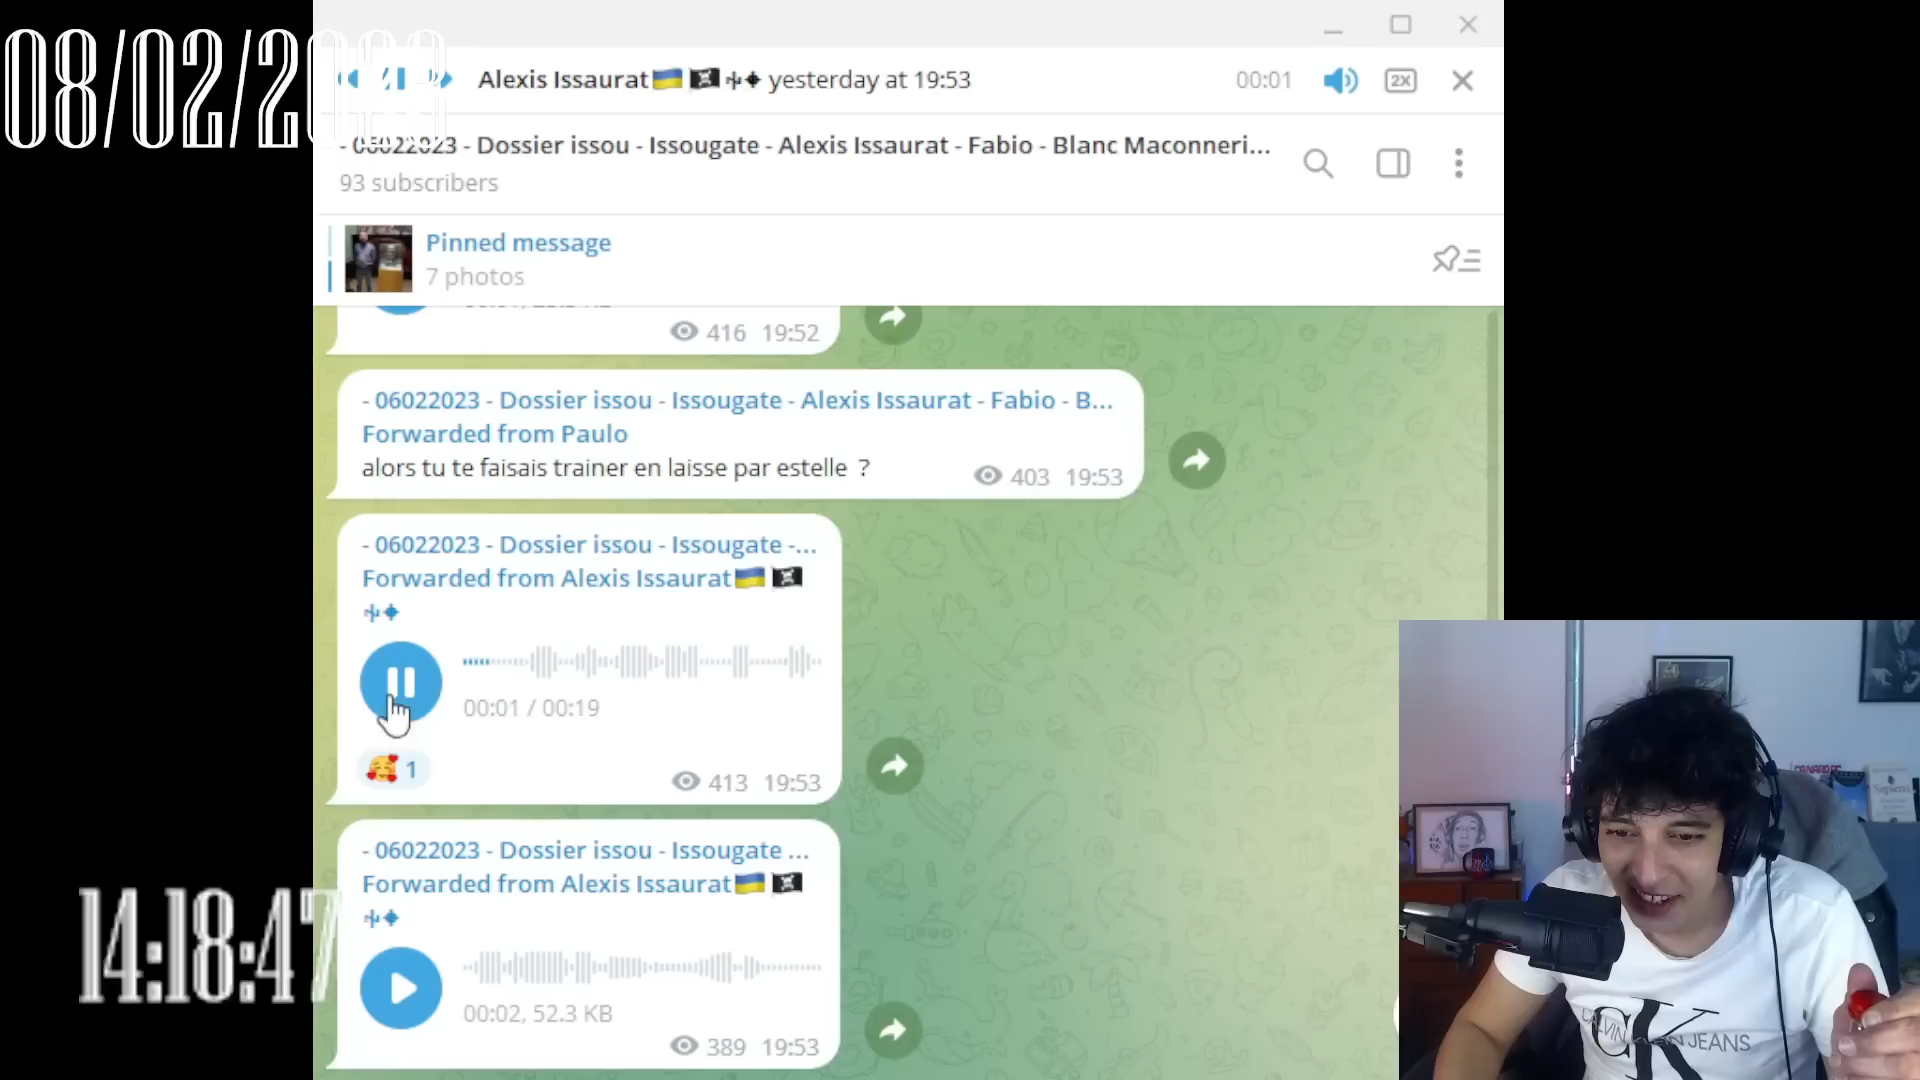 08/02/2023
Alexis Issaurat🇺🇦🏴‍☠️ yesterday at 19:53
00:01
2X
- 06022023 - Dossier issou - Issougate - Alexis Issaurat - Fabio - Blanc Maconneri...
93 subscribers
Pinned message
7 photos
416 19:52
- 06022023 - Dossier issou - Issougate - Alexis Issaurat - Fabio - B...
Forwarded from Paulo
alors tu te faisais trainer en laisse par estelle ?
403 19:53
- 06022023 - Dossier issou - Issougate -...
Forwarded from Alexis Issaurat🇺🇦🏴‍☠️
00:01 / 00:19
🥰 1
413 19:53
- 06022023 - Dossier issou - Issougate ...
Forwarded from Alexis Issaurat🇺🇦🏴‍☠️
00:02, 52.3 KB
389 19:53
14:18:47
Sapiens
CK
CALVIN KLEIN JEANS